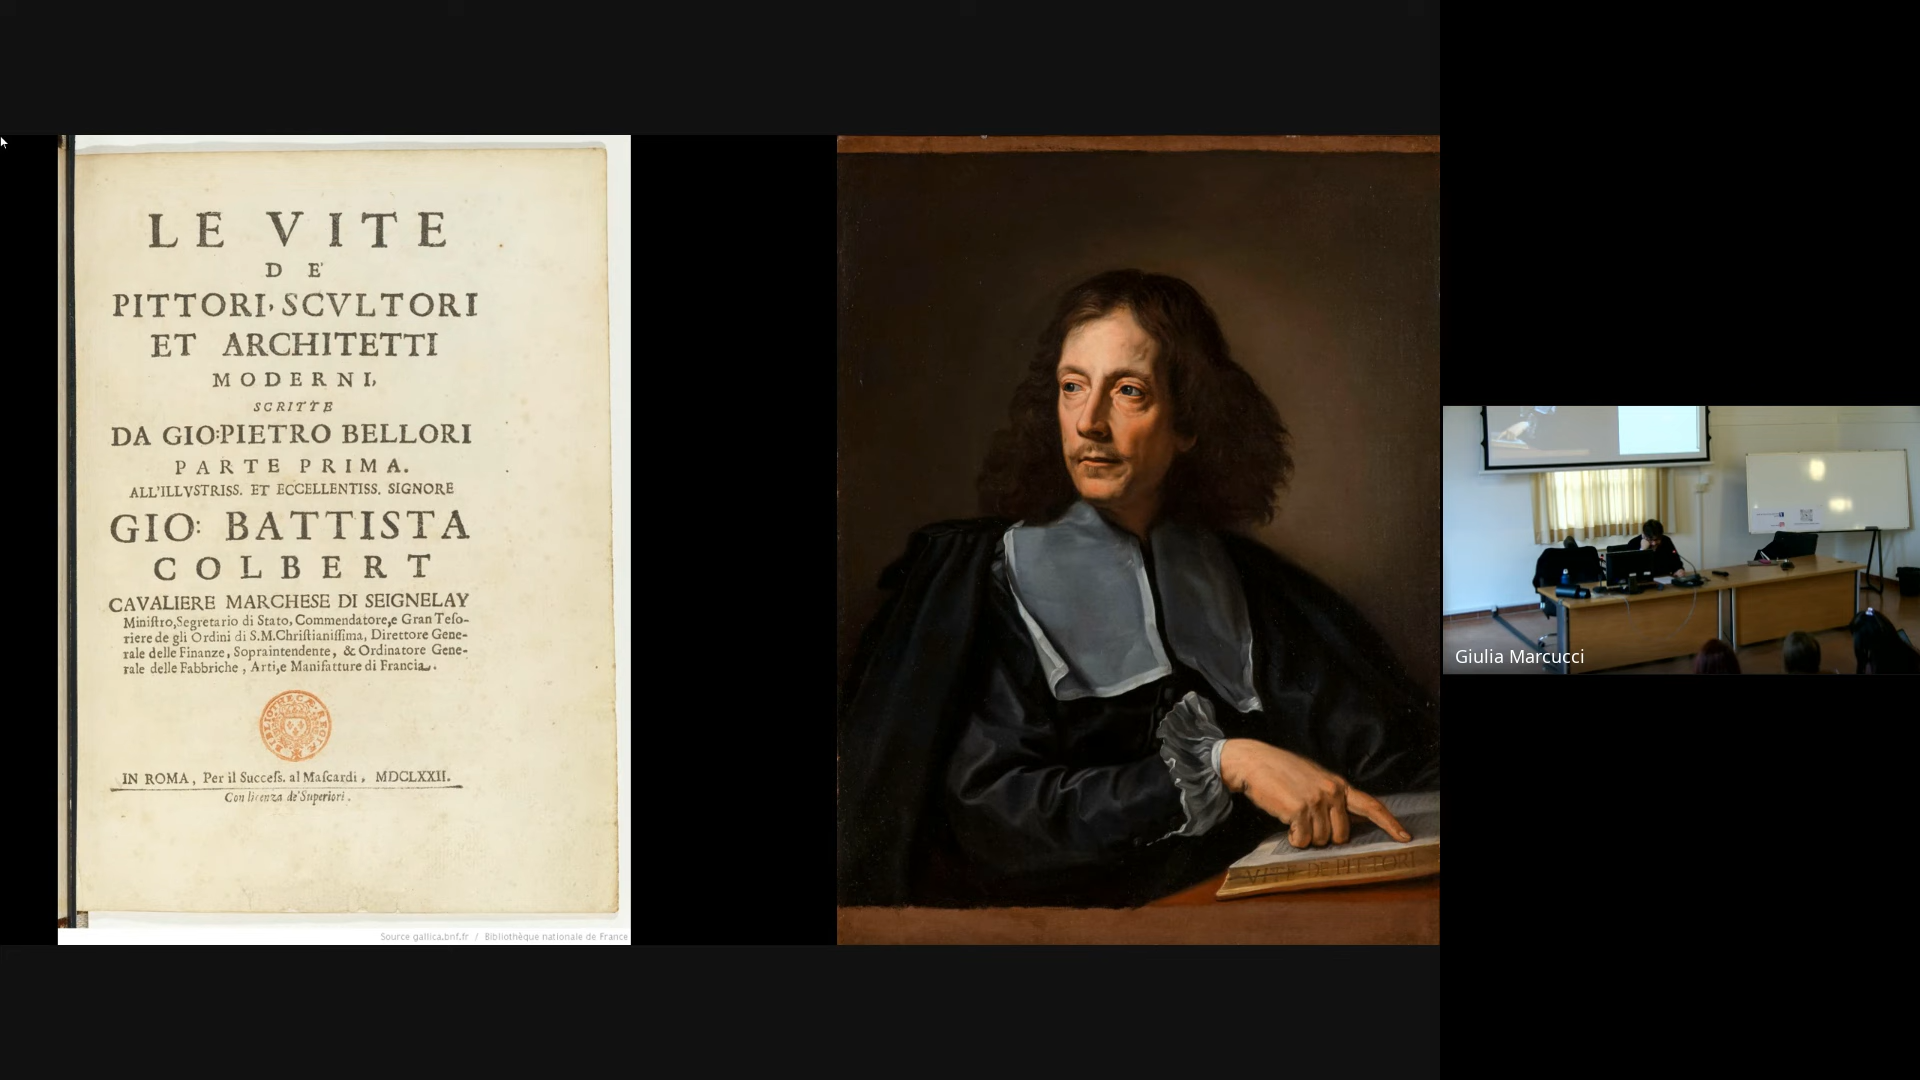 LE VITE
DE'
PITTORI, SCVLTORI
ET ARCHITETTI
MODERNI,
SCRITTE
DA GIO: PIETRO BELLORI
PARTE PRIMA.
ALL'ILLVSTRISS. ET ECCELLENTISS. SIGNORE
GIO: BATTISTA
COLBERT
CAVALIERE MARCHESE DI SEIGNELAY
Miniſtro, Segretario di Stato, Commendatore, e Gran Teſo-
riere de gli Ordini di S.M.Chriſtianiſſima, Direttore Gene-
rale delle Finanze, Sopraintendente, & Ordinatore Gene-
rale delle Fabbriche, Arti, e Manifatture di Francia.
BIBLIOTHECÆ REGIÆ
IN ROMA, Per il Succeſs. al Maſcardi, MDCLXXII.
Con licenza de' Superiori.
Source gallica.bnf.fr / Bibliothèque nationale de France
VITE DE PITTORI
Giulia Marcucci